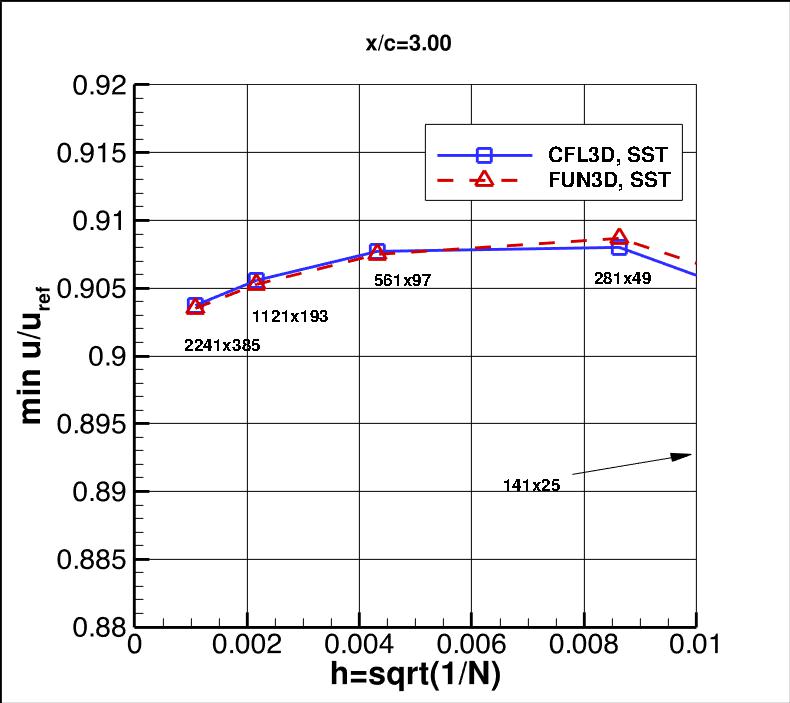 x/c=3.00
0.92
0.915
0.91
0.905
0.9
0.895
0.89
0.885
0.88
min u/u_ref
CFL3D, SST
FUN3D, SST
281x49
561x97
1121x193
2241x385
141x25
0
0.002
0.004
0.006
0.008
0.01
h=sqrt(1/N)